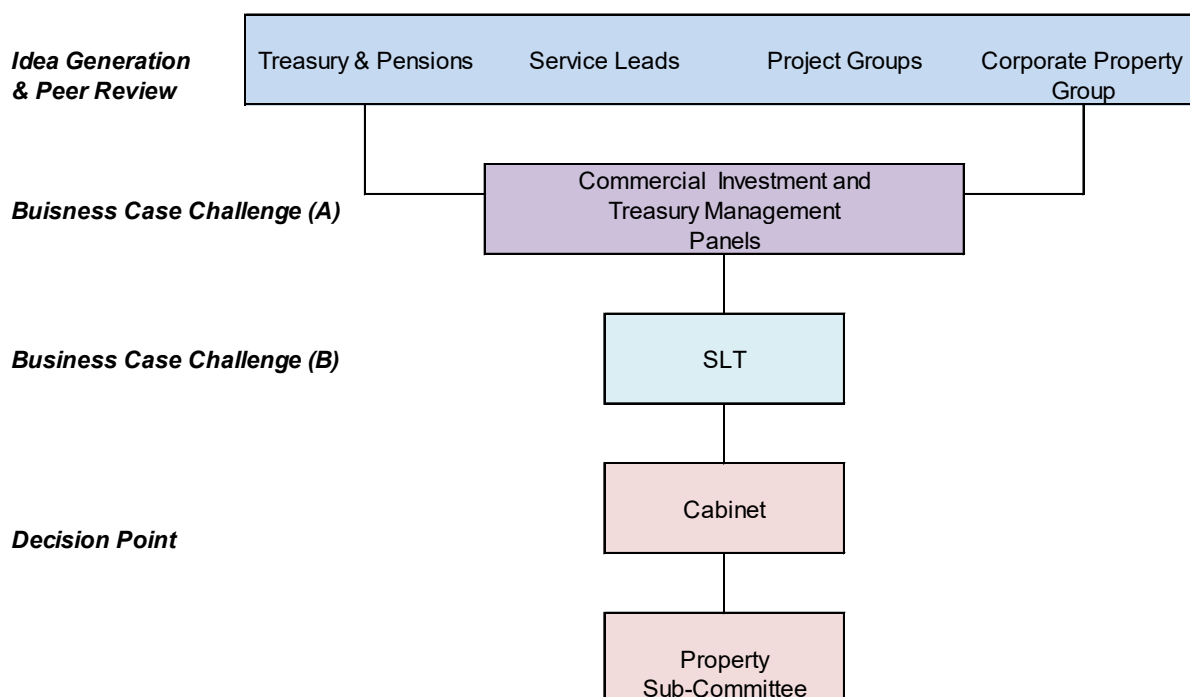 Idea Generation
& Peer Review
Treasury & Pensions
Service Leads
Project Groups
Corporate Property
Group
Buisness Case Challenge (A)
Commercial Investment and
Treasury Management
Panels
Business Case Challenge (B)
SLT
Decision Point
Cabinet
Property
Sub-Committee